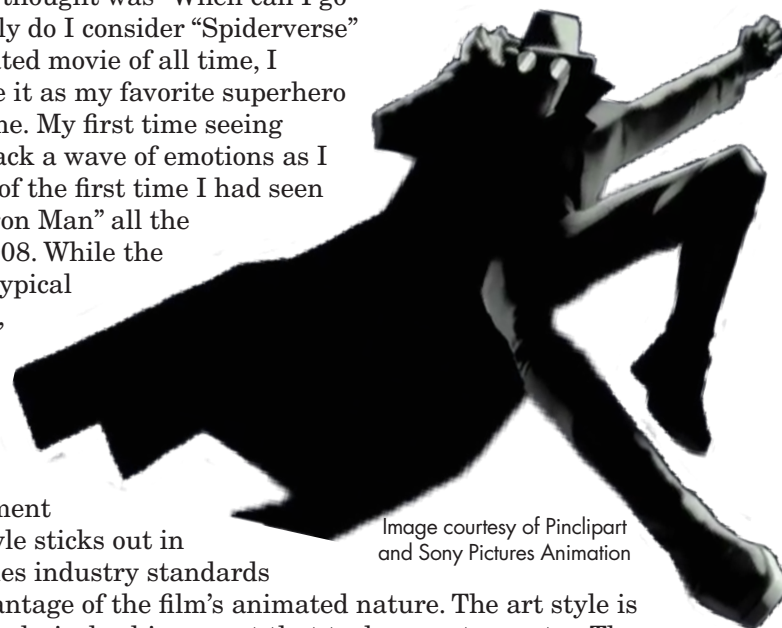 thought was "When can I go
ly do I consider “Spiderverse”
ted movie of all time, I
e it as my favorite superhero
ne. My first time seeing
ack a wave of emotions as I
of the first time I had seen
on Man” all the
08. While the
ypical
,
ment
yle sticks out in
es industry standards
antage of the film’s animated nature. The art style is
Image courtesy of Pinclipart
and Sony Pictures Animation